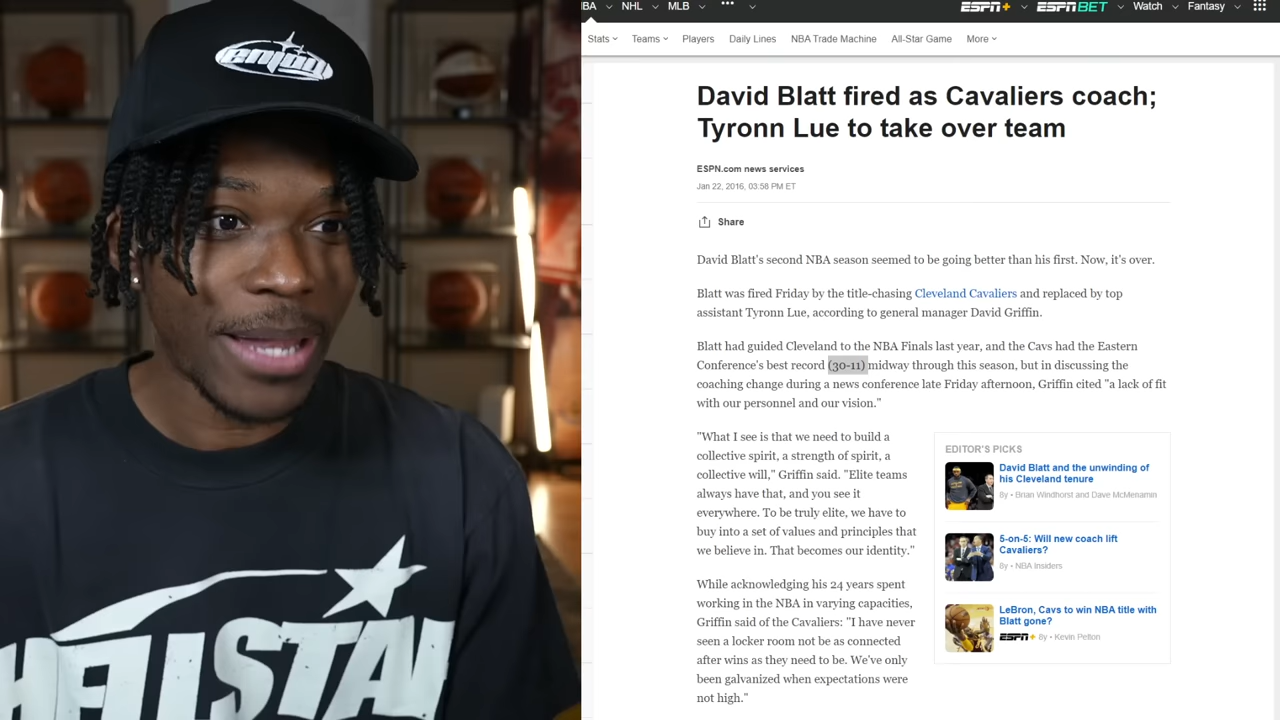 enjoy
HELLSTAR
BA
NHL
MLB
ESPN+
ESPN BET
Watch
Fantasy
Stats
Teams
Players
Daily Lines
NBA Trade Machine
All-Star Game
More
David Blatt fired as Cavaliers coach;
Tyronn Lue to take over team
ESPN.com news services
Jan 22, 2016, 03:58 PM ET
Share
David Blatt's second NBA season seemed to be going better than his first. Now, it's over.
Blatt was fired Friday by the title-chasing Cleveland Cavaliers and replaced by top
assistant Tyronn Lue, according to general manager David Griffin.
Blatt had guided Cleveland to the NBA Finals last year, and the Cavs had the Eastern
Conference's best record (30-11) midway through this season, but in discussing the
coaching change during a news conference late Friday afternoon, Griffin cited "a lack of fit
with our personnel and our vision."
"What I see is that we need to build a
collective spirit, a strength of spirit, a
collective will," Griffin said. "Elite teams
always have that, and you see it
everywhere. To be truly elite, we have to
buy into a set of values and principles that
we believe in. That becomes our identity."
While acknowledging his 24 years spent
working in the NBA in varying capacities,
Griffin said of the Cavaliers: "I have never
seen a locker room not be as connected
after wins as they need to be. We've only
been galvanized when expectations were
not high."
EDITOR'S PICKS
David Blatt and the unwinding of
his Cleveland tenure
By • Brian Windhorst and Dave McMenamin
5-on-5: Will new coach lift
Cavaliers?
By • NBA Insiders
LeBron, Cavs to win NBA title with
Blatt gone?
ESPN+ By • Kevin Pelton